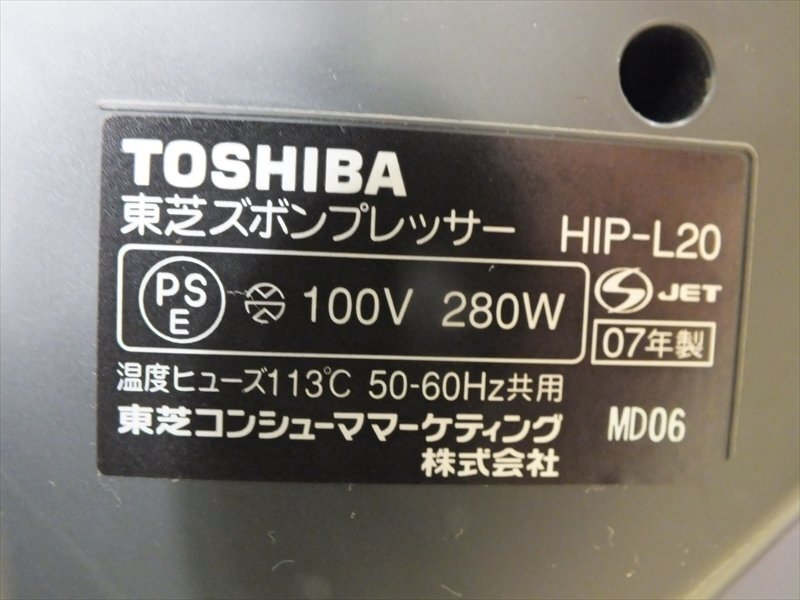 TOSHIBA
東芝ズボンプレッサー HIP-L20
PS E 100V 280W
S JET
07年製
温度ヒューズ113℃ 50-60Hz共用
東芝コンシューママーケティング
株式会社
MD06